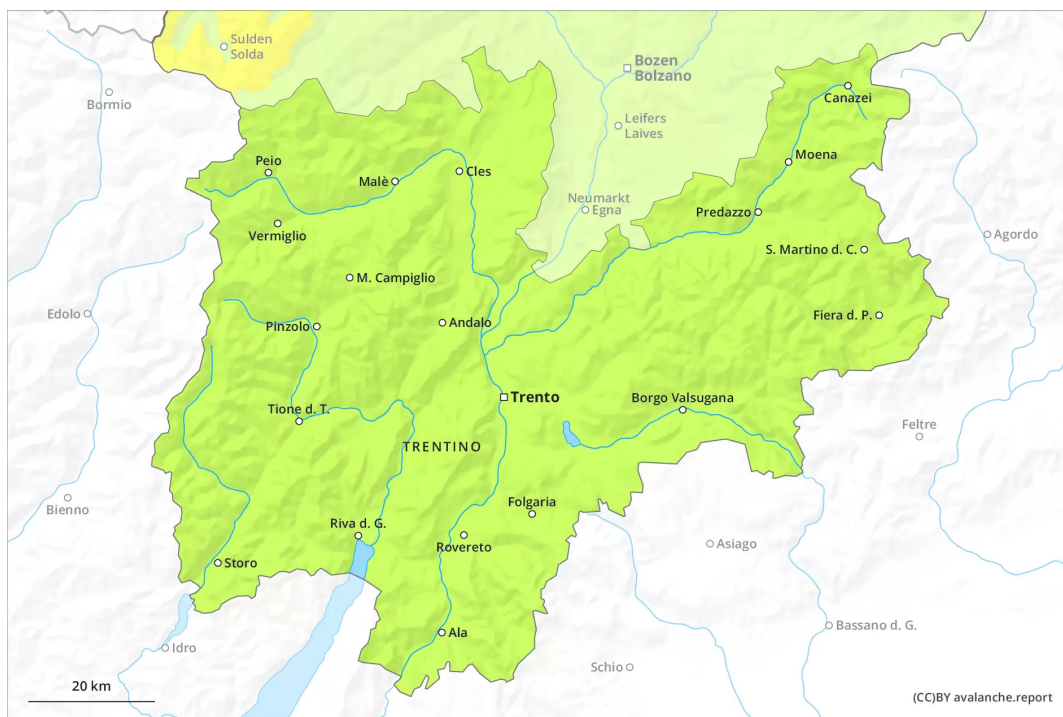 Sulden
Solda
Bozen
Bolzano
Bormio
Canazei
Leifers
Laives
Moena
Peio
Malè
Cles
Neumarkt
Egna
Predazzo
Vermiglio
Agordo
S. Martino d. C.
M. Campiglio
Edolo
Pinzolo
Andalo
Fiera d. P.
Trento
Borgo Valsugana
Tione d. T.
Feltre
TRENTINO
Bienno
Folgaria
Riva d. G.
Rovereto
Asiago
Storo
Bassano d. G.
Ala
Idro
Schio
20 km
(CC)BY avalanche.report